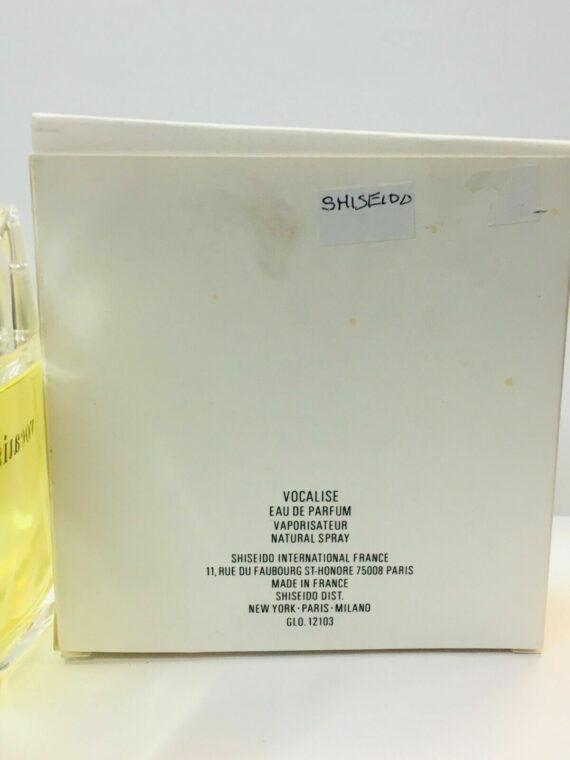 SHISEIDO
VOCALISE
EAU DE PARFUM
VAPORISATEUR
NATURAL SPRAY
SHISEIDO INTERNATIONAL FRANCE
11, RUE DU FAUBOURG ST-HONORE 75008 PARIS
MADE IN FRANCE
SHISEIDO DIST.
NEW YORK · PARIS · MILANO
GLO. 12103